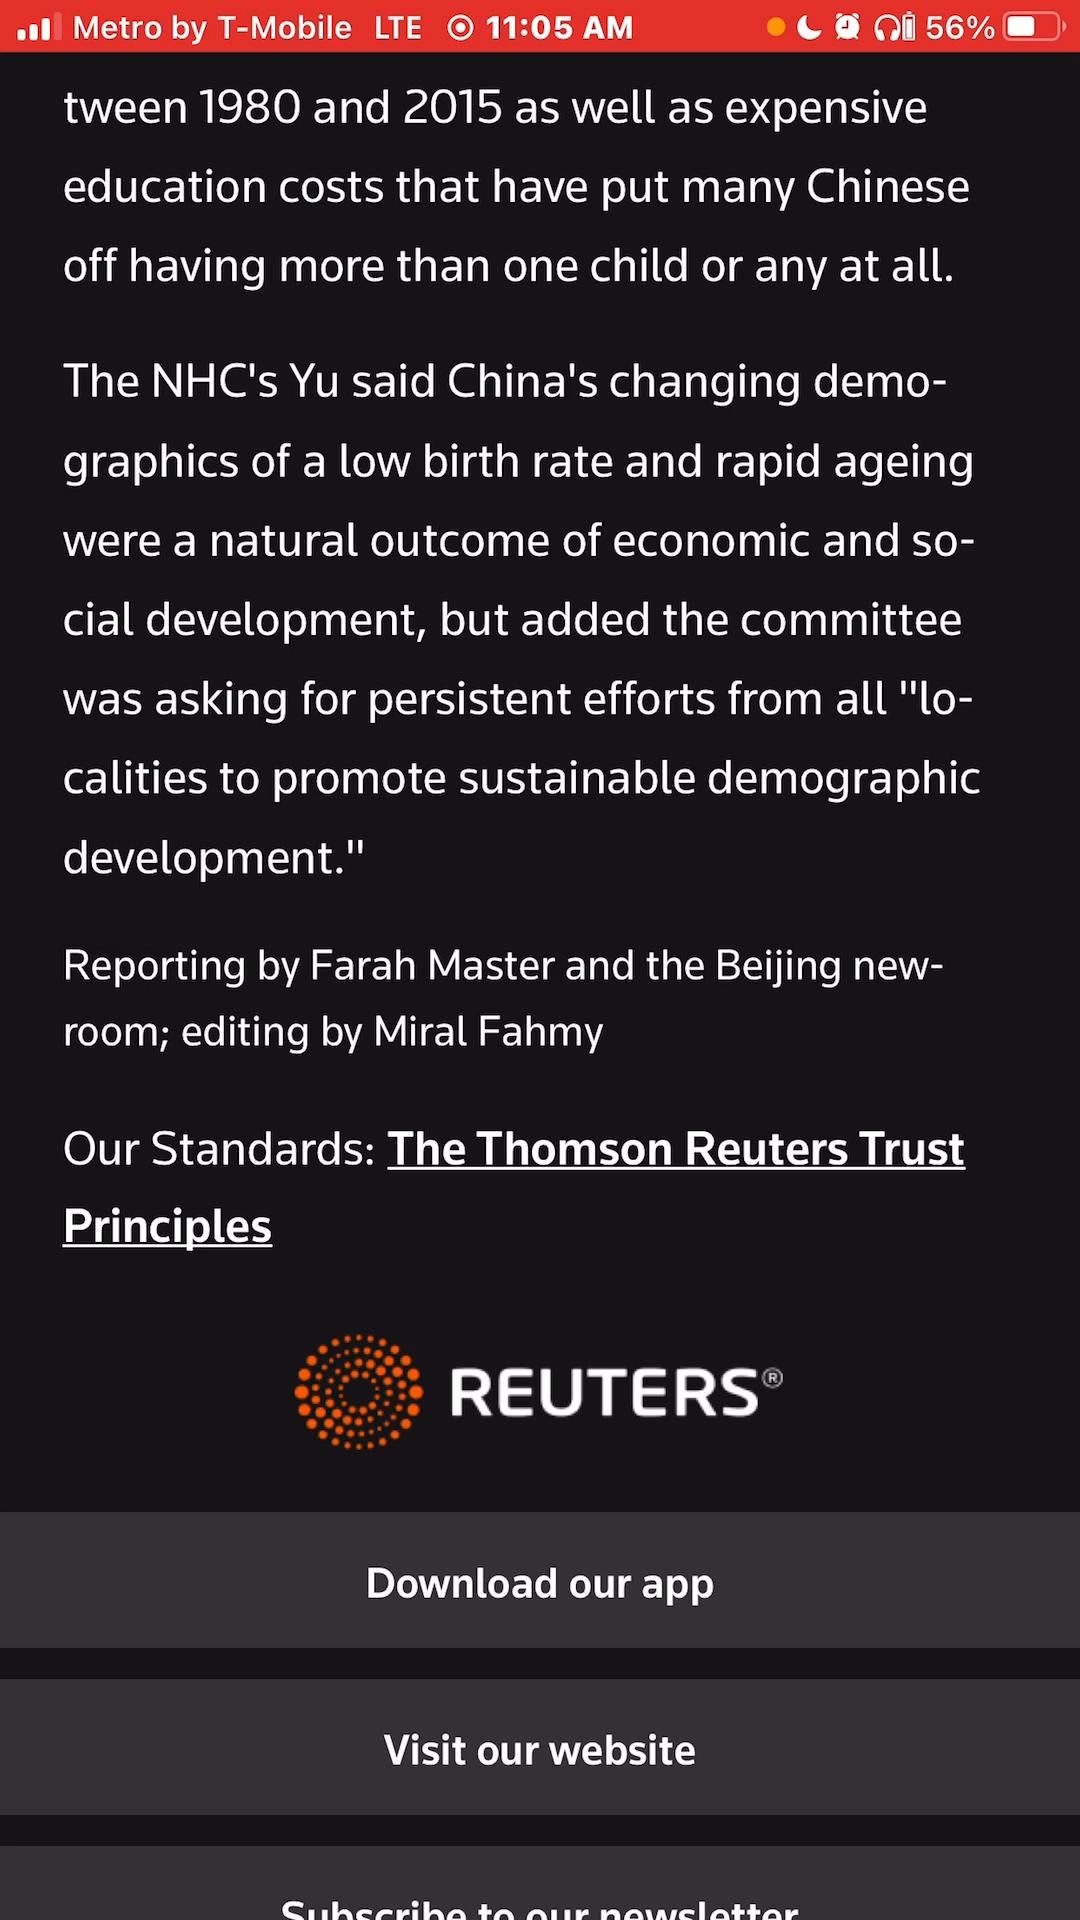 Metro by T-Mobile LTE 11:05 AM 56%
tween 1980 and 2015 as well as expensive
education costs that have put many Chinese
off having more than one child or any at all.
The NHC's Yu said China's changing demo-
graphics of a low birth rate and rapid ageing
were a natural outcome of economic and so-
cial development, but added the committee
was asking for persistent efforts from all "lo-
calities to promote sustainable demographic
development."
Reporting by Farah Master and the Beijing new-
room; editing by Miral Fahmy
Our Standards: The Thomson Reuters Trust
Principles
REUTERS®
Download our app
Visit our website
Subscribe to our newsletter